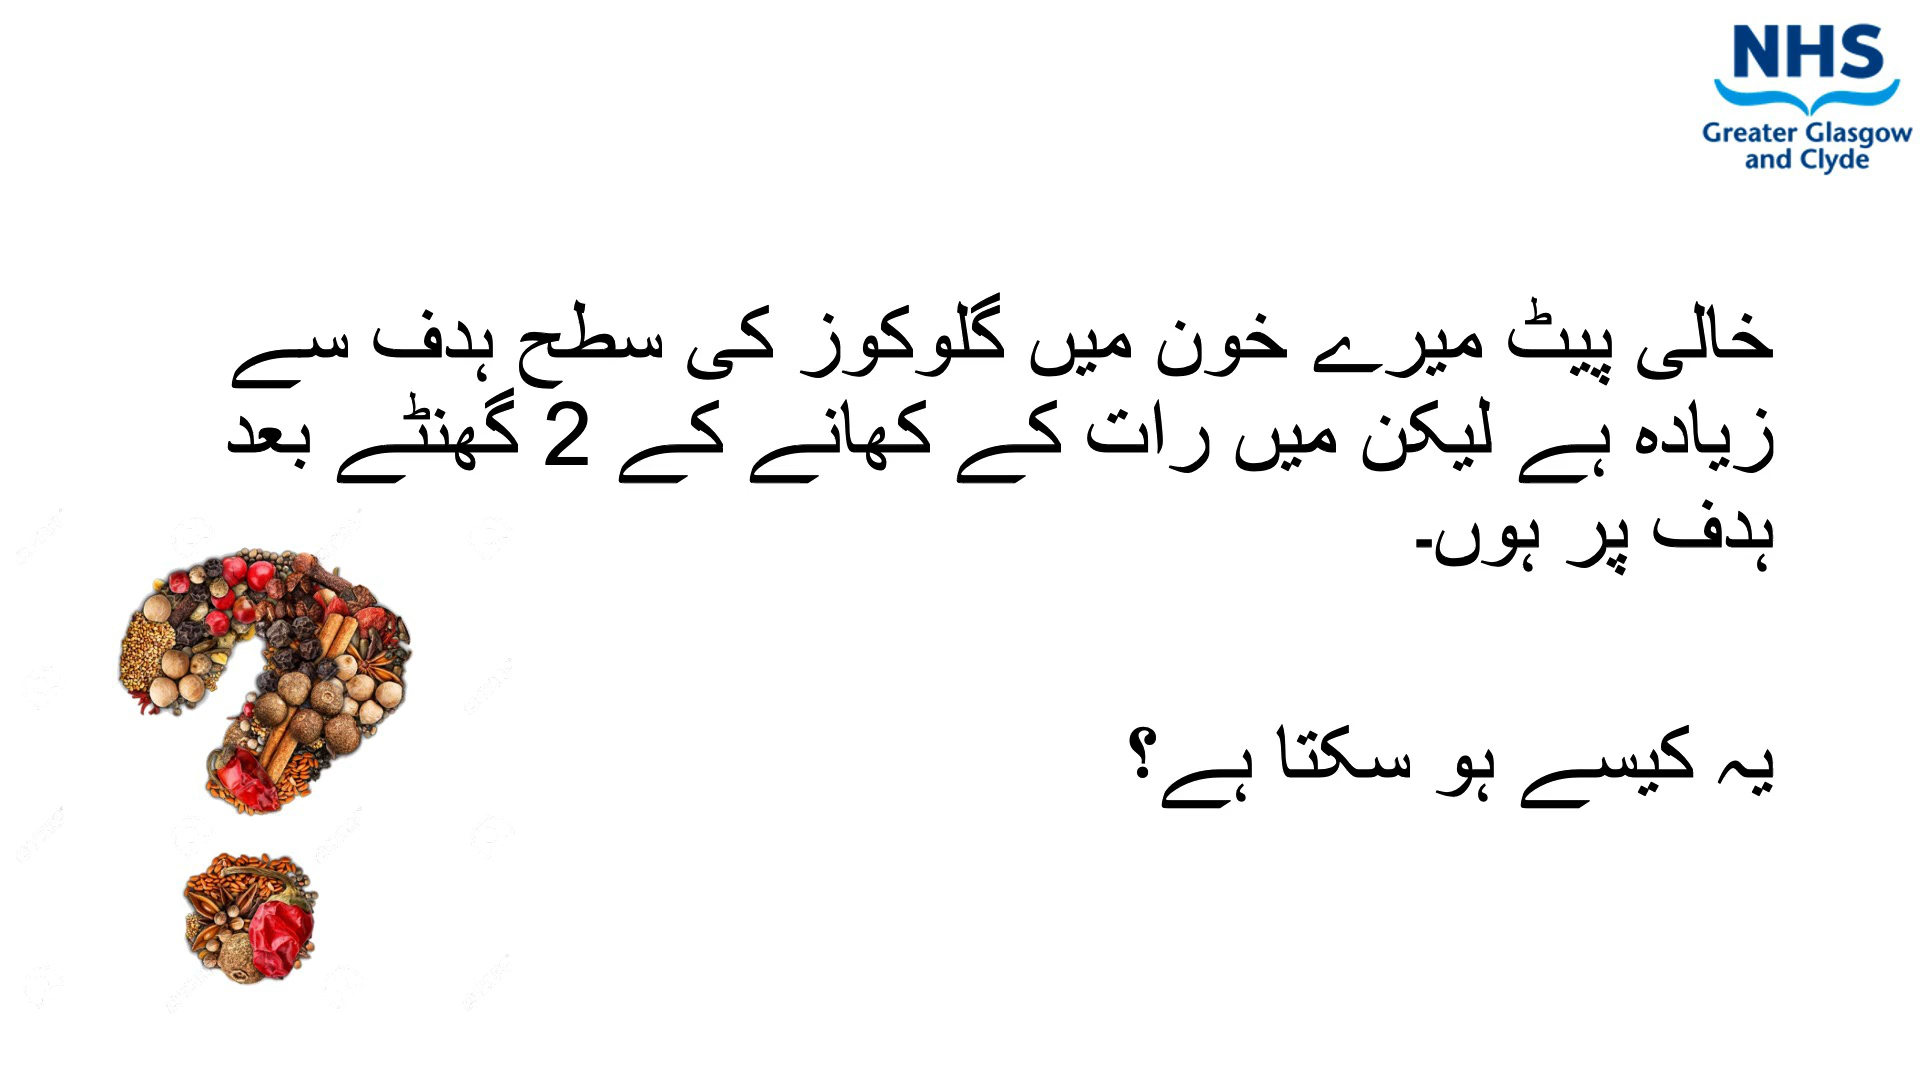 NHS
Greater Glasgow
and Clyde
خالی پیٹ میرے خون میں گلوکوز کی سطح ہدف سے
زیادہ ہے لیکن میں رات کے کھانے کے 2 گھنٹے بعد
ہدف پر ہوں۔
یہ کیسے ہو سکتا ہے؟